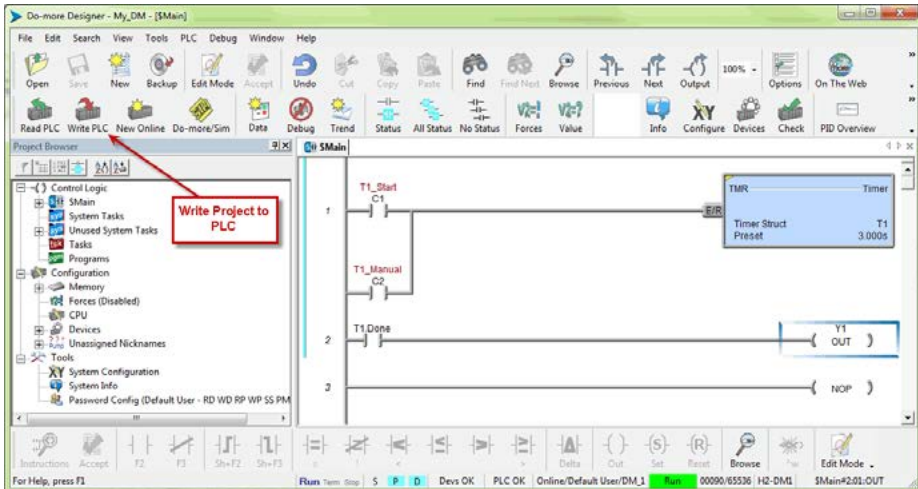 Do-more Designer - My_DM - [$Main]
File Edit Search View Tools PLC Debug Window Help
Open Save New Backup Edit Mode Accept Undo Cut Copy Paste Find Find Next Browse Previous Next Output 100% Options On The Web
Read PLC Write PLC New Online Do-more/Sim Data Debug Trend Status All Status No Status Forces Value Info Configure Devices Check PID Overview
Project Browser
$Main
Control Logic
$Main
System Tasks
Unused System Tasks
Tasks
Programs
Configuration
Memory
Forces (Disabled)
CPU
Devices
Unassigned Nicknames
Tools
System Configuration
System Info
Password Config (Default User - RD WD RP WP SS PM
Write Project to
PLC
T1_Start
C1
1
E/R
TMR Timer
Timer Struct T1
Preset 3.000s
T1_Manual
C2
T1.Done
2
Y1
OUT
3
NOP
Instructions Accept F2 F3 Sh+F2 Sh+F3 Delta Out Set Reset Browse Edit Mode
For Help, press F1 Run Term Stop S P D Devs OK PLC OK Online/Default User/DM_1 Run 00090/65536 H2-DM1 $Main#2.01:OUT